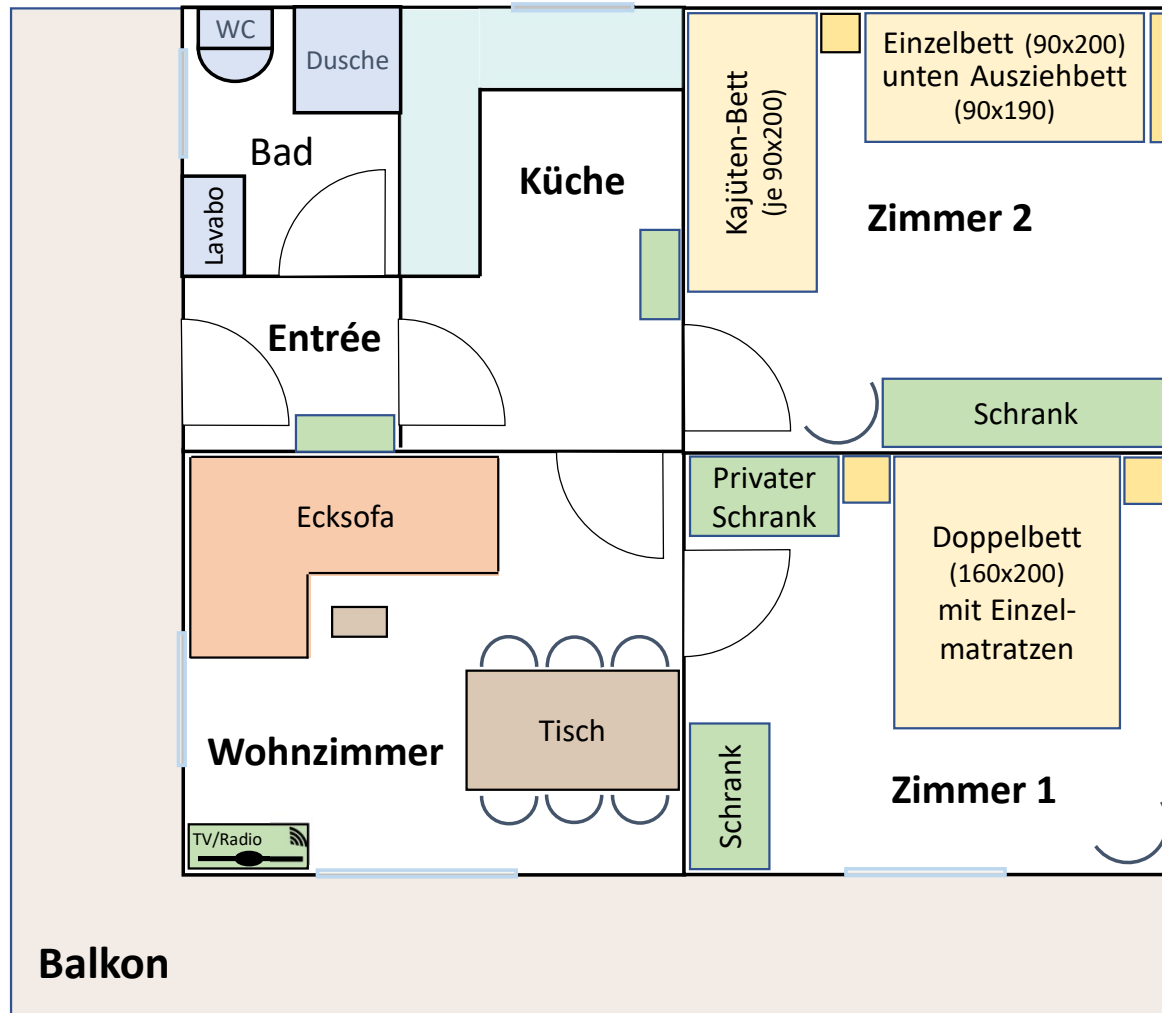 WC
Dusche
Bad
Lavabo
Küche
Kajüten-Bett
(je 90x200)
Einzelbett (90x200)
unten Ausziehbett
(90x190)
Zimmer 2
Entrée
Schrank
Ecksofa
Privater
Schrank
Doppelbett
(160x200)
mit Einzel-
matratzen
Tisch
Wohnzimmer
Schrank
Zimmer 1
TV/Radio
Balkon